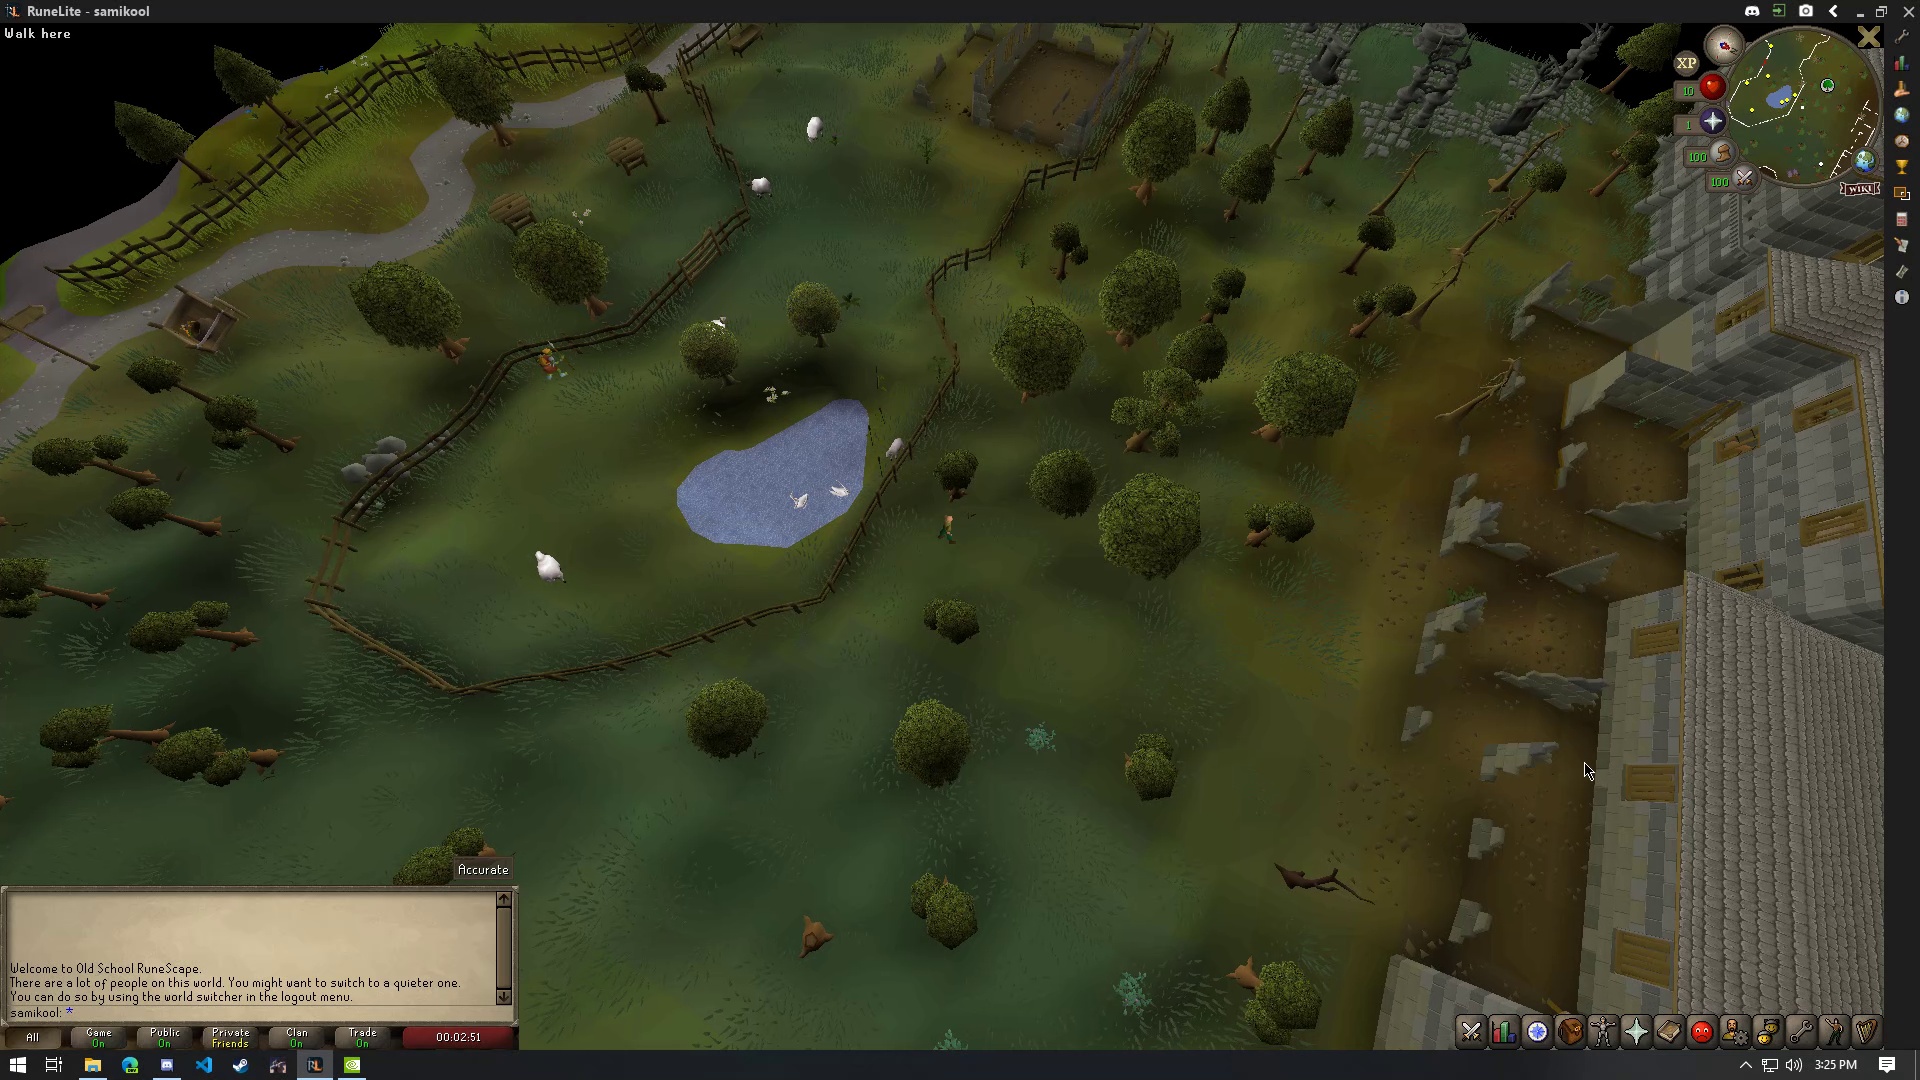 RuneLite - samikool
Walk here
XP
10
1
100
100
WIKI
Accurate
Welcome to Old School RuneScape.
There are a lot of people on this world. You might want to switch to a quieter one.
You can do so by using the world switcher in the logout menu.
samikool: *
All
Game
On
Public
On
Private
Friends
Clan
On
Trade
On
00:02:51
3:25 PM